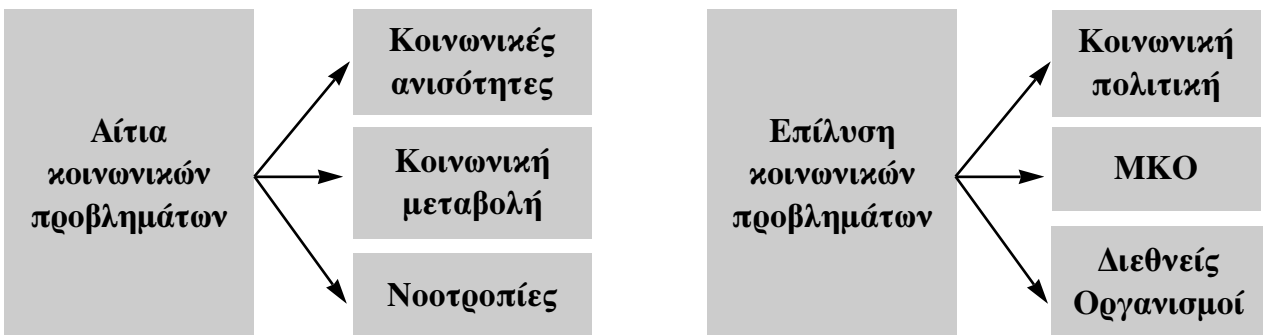 Αίτια
κοινωνικών
προβλημάτων
Κοινωνικές
ανισότητες
Κοινωνική
μεταβολή
Νοοτροπίες
Επίλυση
κοινωνικών
προβλημάτων
Κοινωνική
πολιτική
ΜΚΟ
Διεθνείς
Οργανισμοί